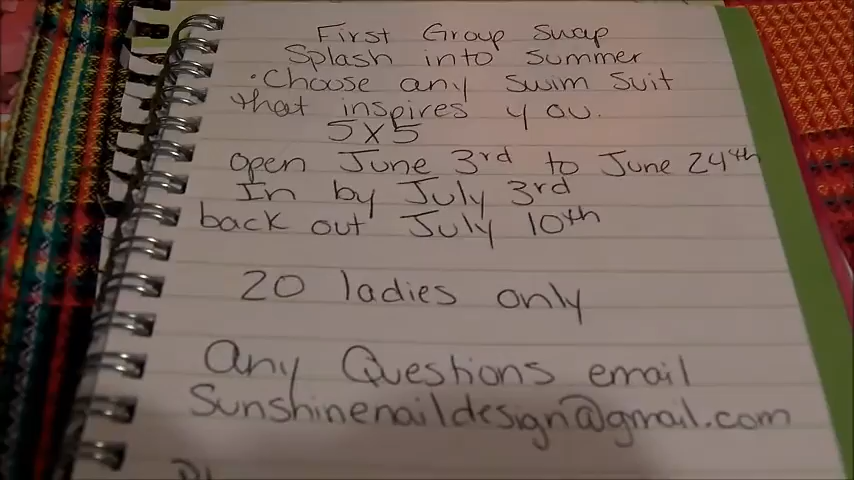 First Group Swap
Splash into summer
·Choose any swim suit
that inspires you.
5X5
open June 3rd to June 24th
In by July 3rd
back out July 10th
20 ladies only
Any Questions email
Sunshinenaildesign@gmail.com